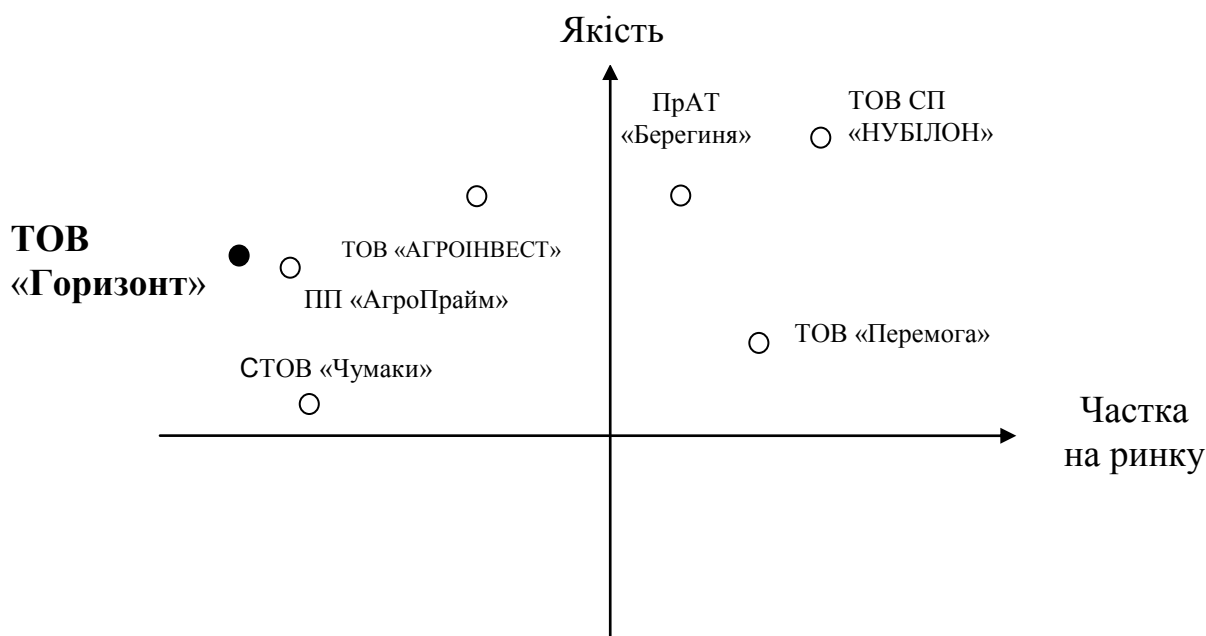 Якість
ПрАТ
«Берегиня»
ТОВ СП
«НУБІЛОН»
ТОВ
«Горизонт»
ТОВ «АГРОІНВЕСТ»
ПП «АгроПрайм»
ТОВ «Перемога»
СТОВ «Чумаки»
Частка
на ринку